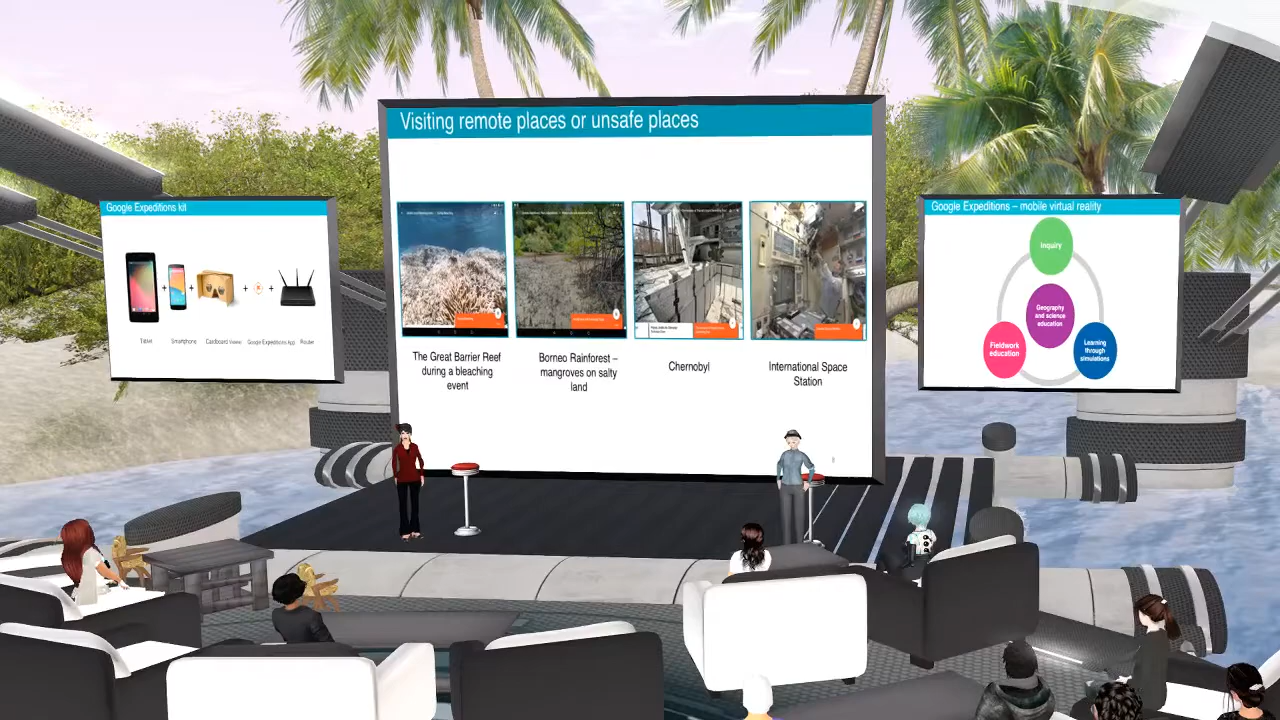 Visiting remote places or unsafe places
The Great Barrier Reef
during a bleaching
event
Borneo Rainforest –
mangroves on salty
land
Chernobyl
International Space
Station
Google Expeditions kit
+ + + +
Tablet Smartphone Cardboard Viewer Google Expeditions App Router
Google Expeditions – mobile virtual reality
Inquiry
Geography
and science
education
Fieldwork
education
Learning
through
simulations